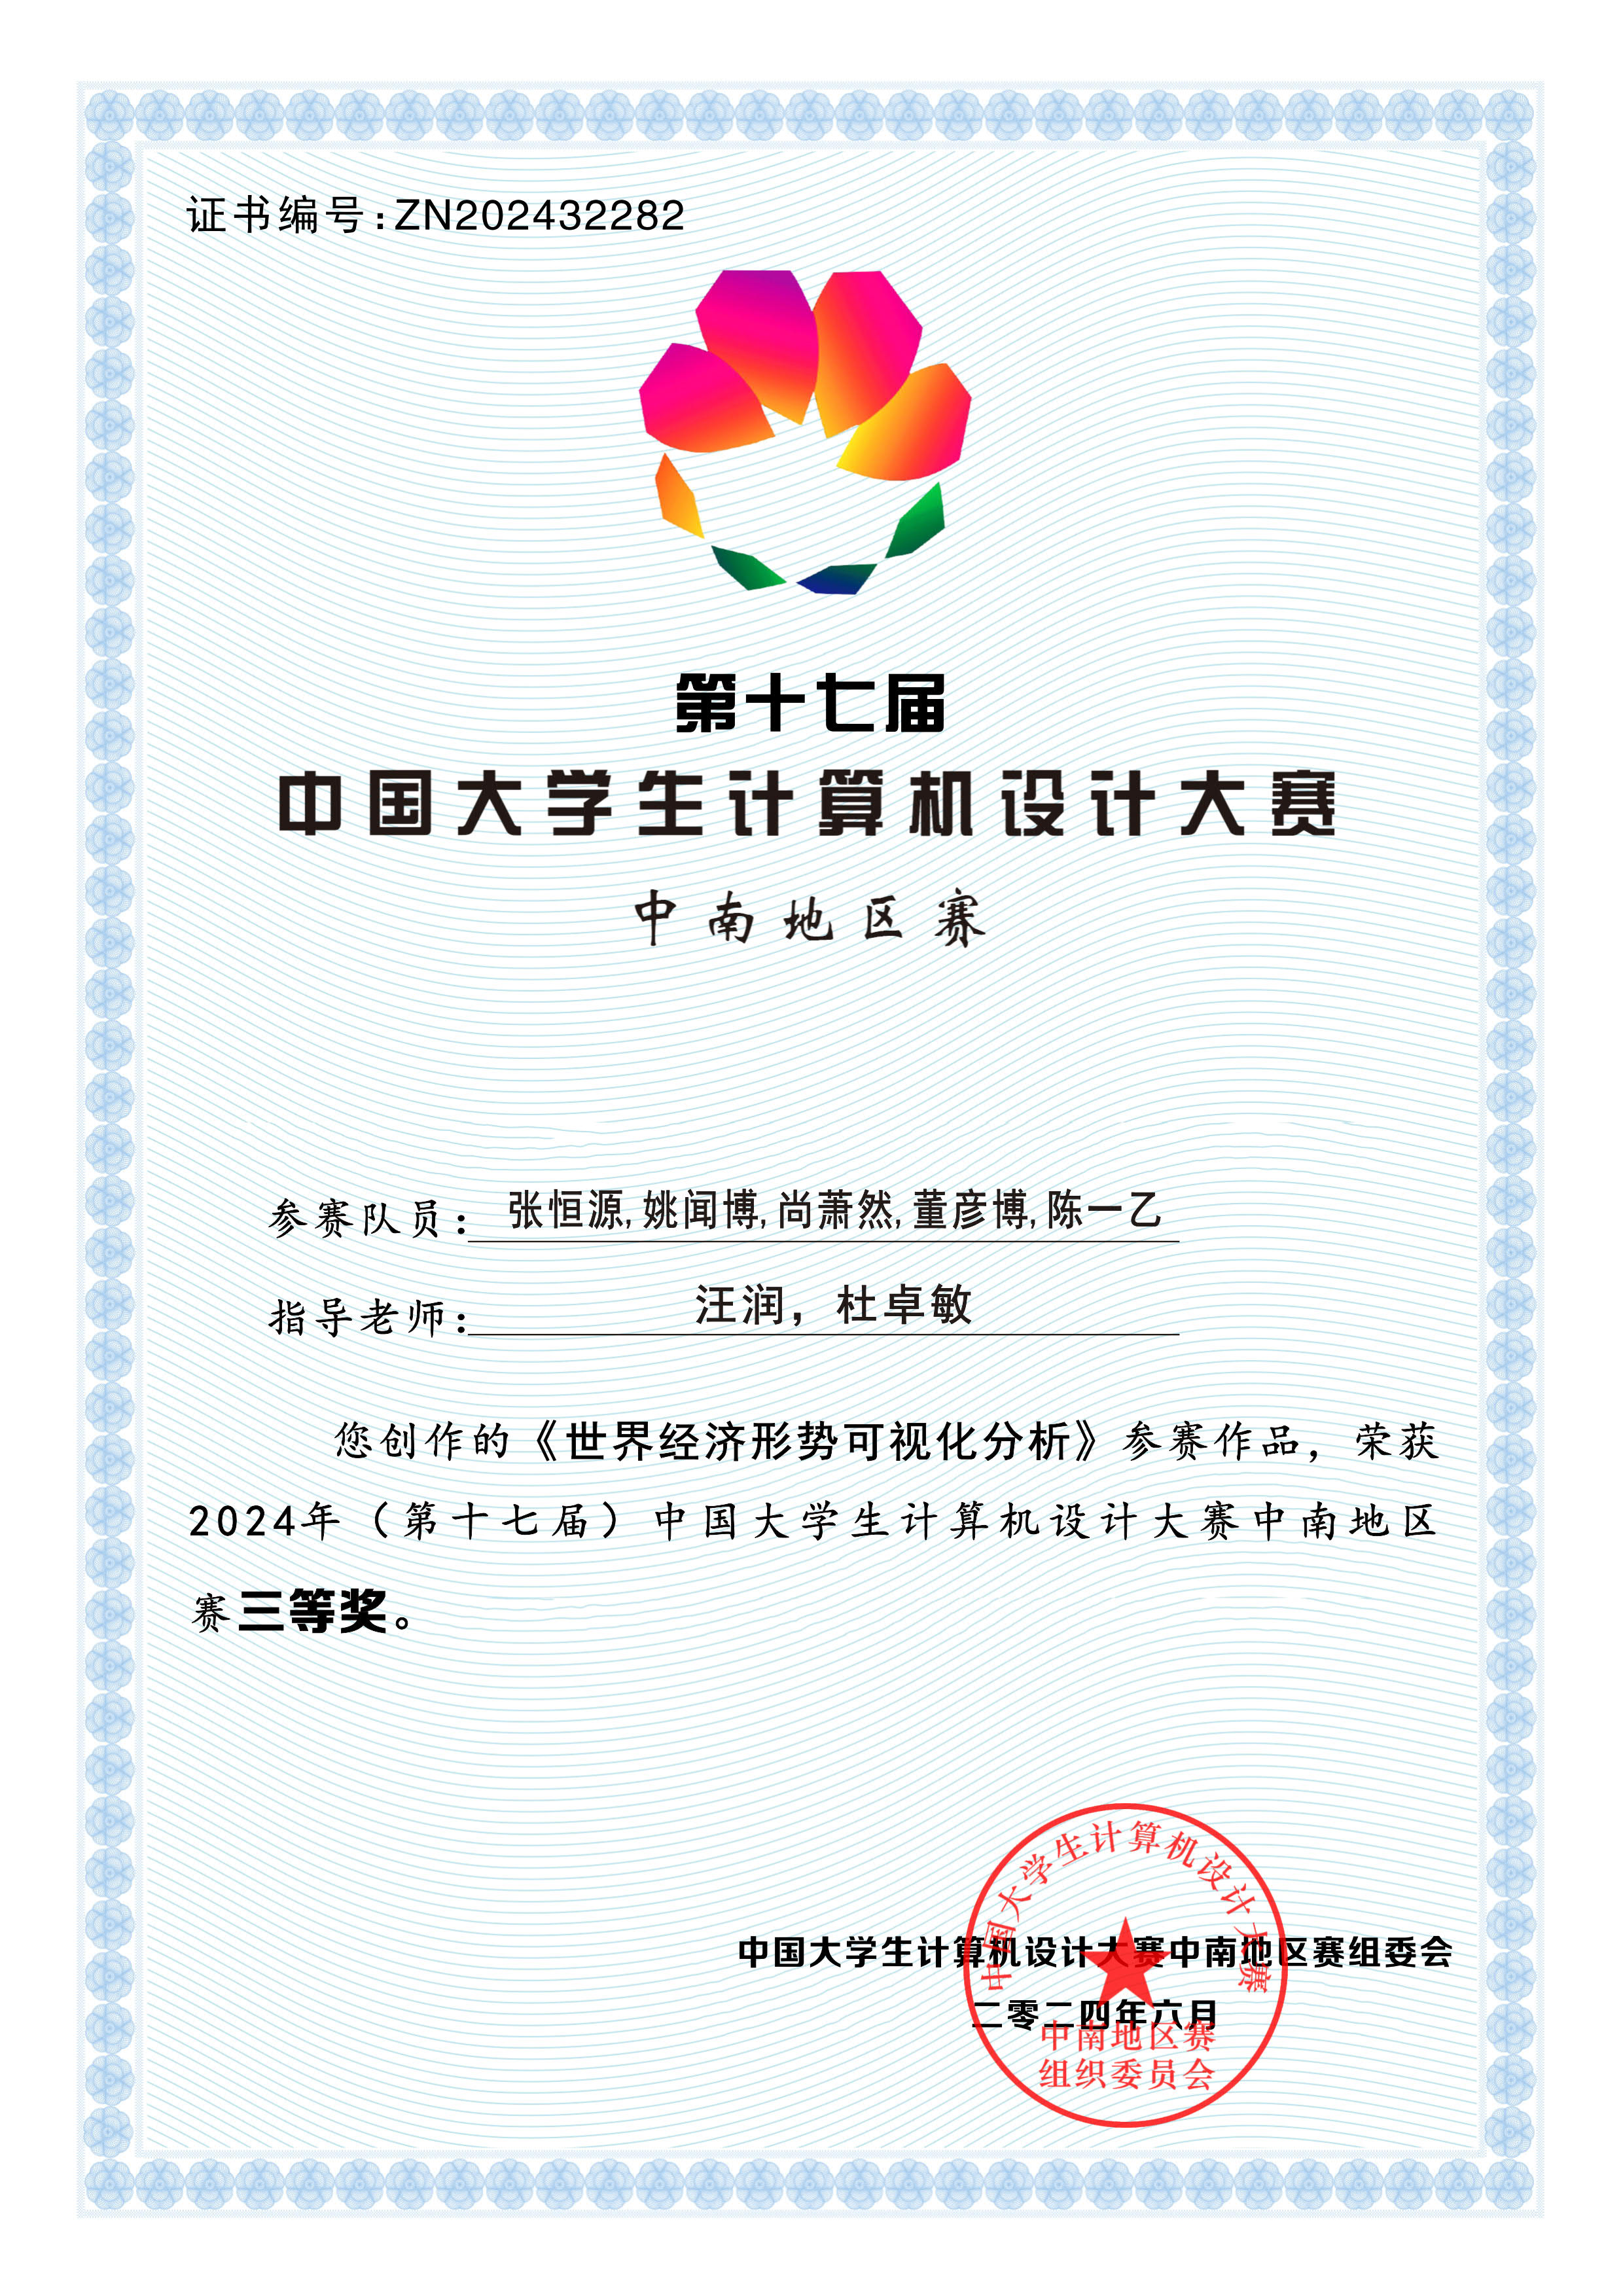 证书编号:ZN202432282
第十七届
中国大学生计算机设计大赛
中南地区赛
参赛队员: 张恒源,姚闻博,尚萧然,董彦博,陈一乙
指导老师: 汪润，杜卓敏
您创作的《世界经济形势可视化分析》参赛作品，荣获
2024年（第十七届）中国大学生计算机设计大赛中南地区
赛三等奖。
中国大学生计算机设计大赛中南地区赛组委会
二零二四年六月
中国大学生计算机设计大赛
中南地区赛
组织委员会